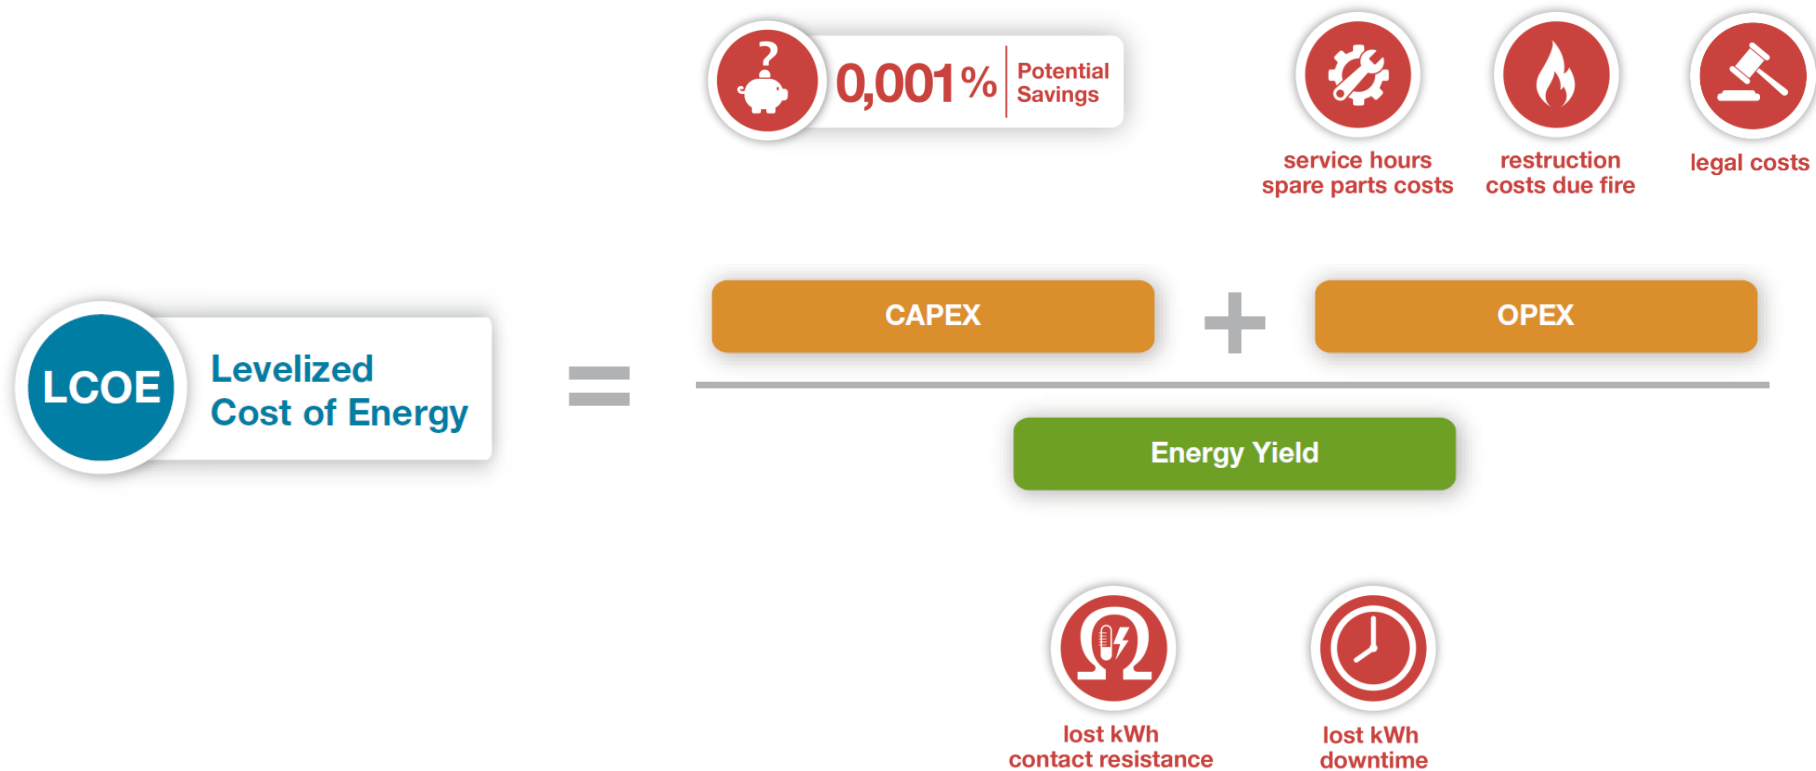 ?
0,001% Potential
Savings
service hours
spare parts costs
restruction
costs due fire
legal costs
LCOE
Levelized
Cost of Energy
=
CAPEX
+
OPEX
Energy Yield
Ω
lost kWh
contact resistance
lost kWh
downtime